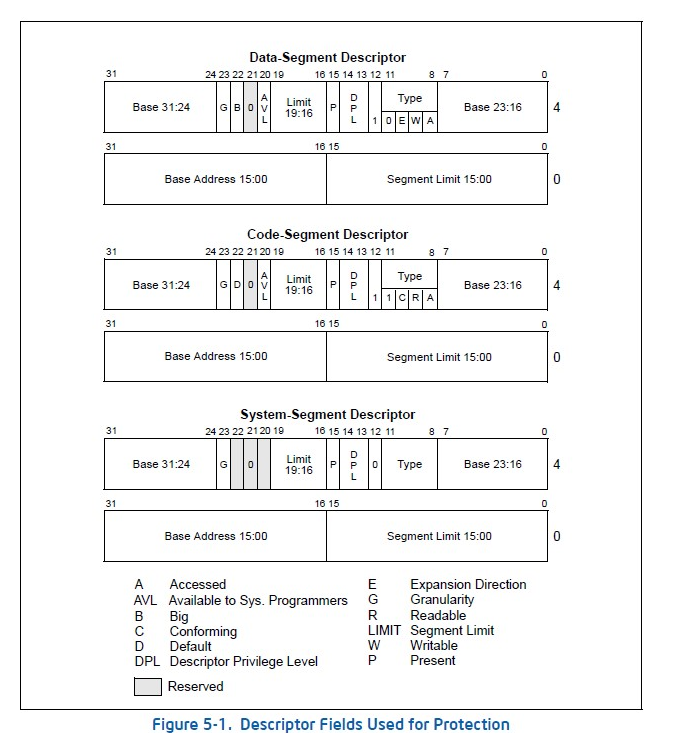 Data-Segment Descriptor
31 24 23 22 21 20 19 16 15 14 13 12 11 8 7 0
Base 31:24 G B 0 AVL Limit 19:16 P DPL 1 Type 0 E W A Base 23:16 4
31 16 15 0
Base Address 15:00 Segment Limit 15:00 0
Code-Segment Descriptor
31 24 23 22 21 20 19 16 15 14 13 12 11 8 7 0
Base 31:24 G D 0 AVL Limit 19:16 P DPL 1 Type 1 C R A Base 23:16 4
31 16 15 0
Base Address 15:00 Segment Limit 15:00 0
System-Segment Descriptor
31 24 23 22 21 20 19 16 15 14 13 12 11 8 7 0
Base 31:24 G 0 Limit 19:16 P DPL 0 Type Base 23:16 4
31 16 15 0
Base Address 15:00 Segment Limit 15:00 0
A Accessed
AVL Available to Sys. Programmers
B Big
C Conforming
D Default
DPL Descriptor Privilege Level
Reserved
E Expansion Direction
G Granularity
R Readable
LIMIT Segment Limit
W Writable
P Present
Figure 5-1. Descriptor Fields Used for Protection